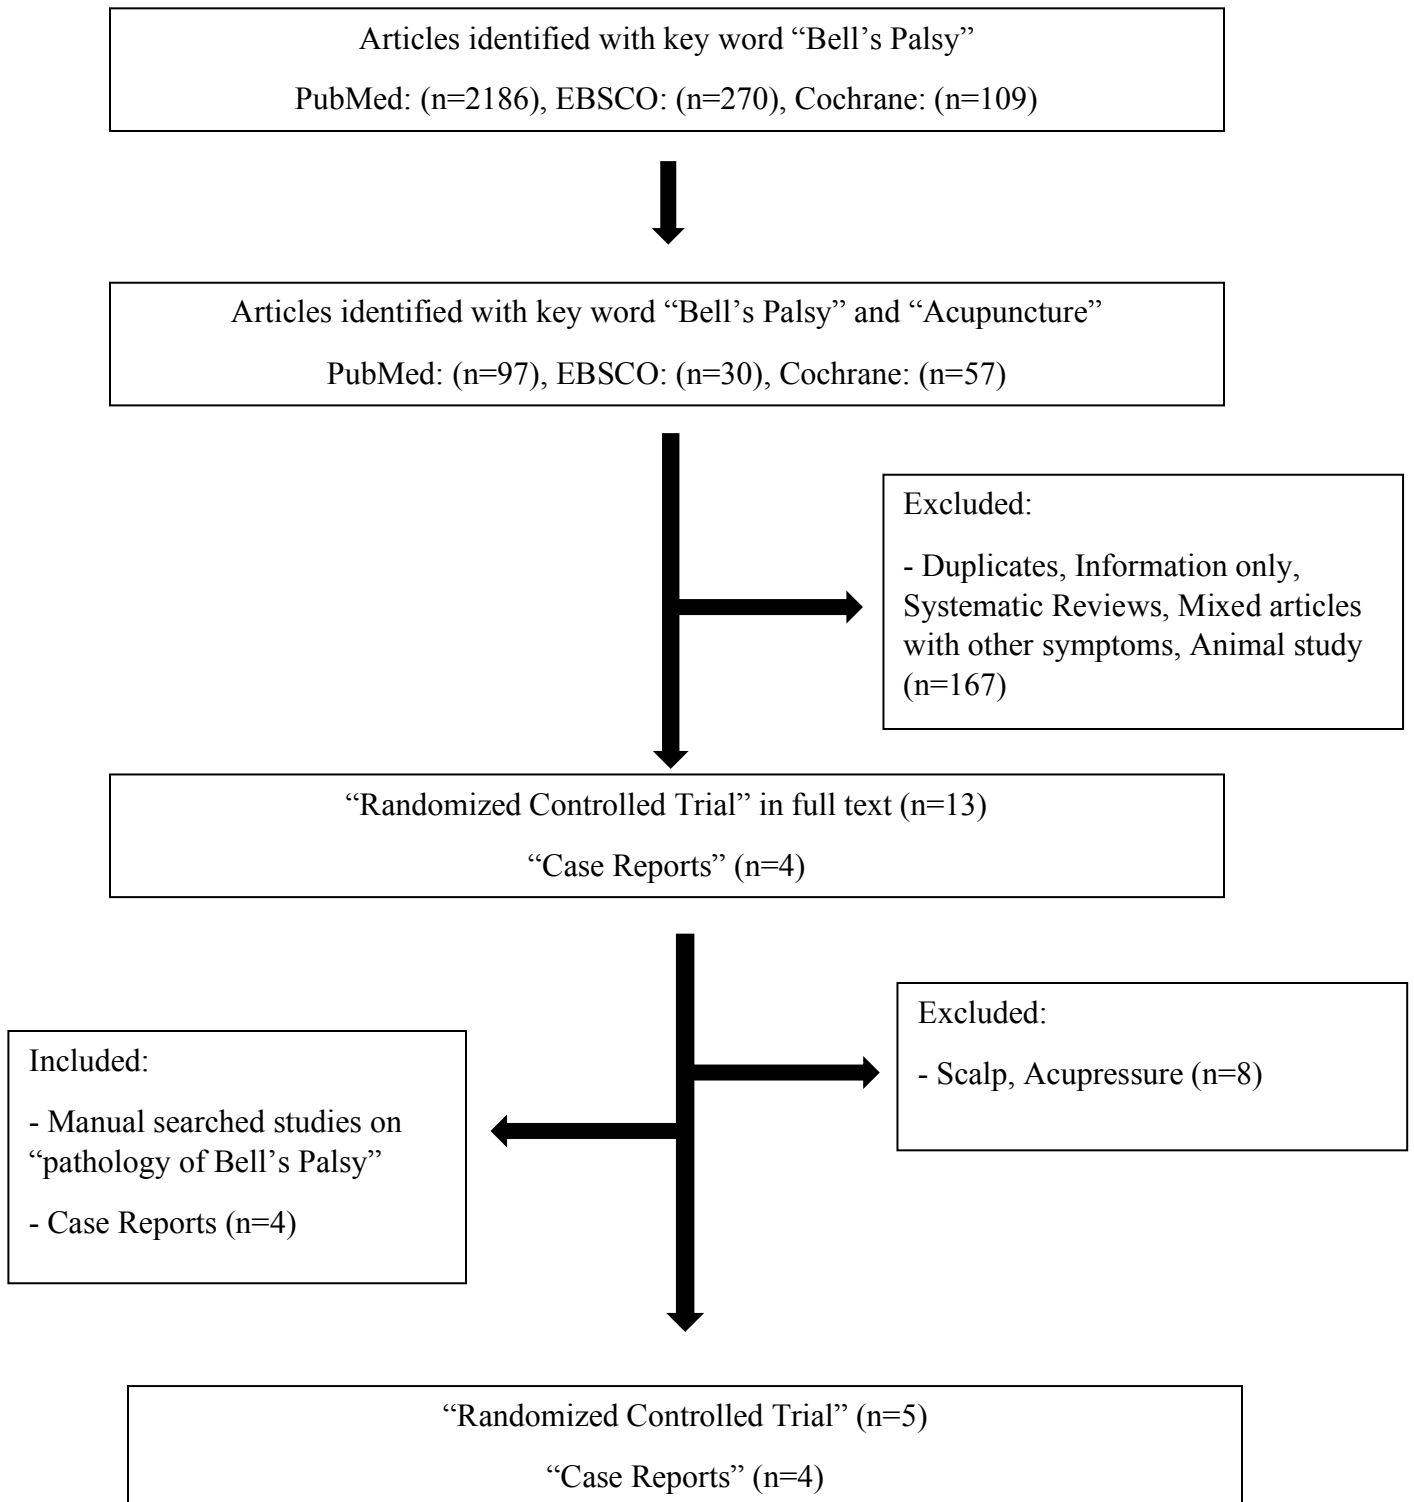 Articles identified with key word “Bell’s Palsy”
PubMed: (n=2186), EBSCO: (n=270), Cochrane: (n=109)
Articles identified with key word “Bell’s Palsy” and “Acupuncture”
PubMed: (n=97), EBSCO: (n=30), Cochrane: (n=57)
Excluded:
- Duplicates, Information only,
Systematic Reviews, Mixed articles
with other symptoms, Animal study
(n=167)
“Randomized Controlled Trial” in full text (n=13)
“Case Reports” (n=4)
Excluded:
- Scalp, Acupressure (n=8)
Included:
- Manual searched studies on
“pathology of Bell’s Palsy”
- Case Reports (n=4)
“Randomized Controlled Trial” (n=5)
“Case Reports” (n=4)